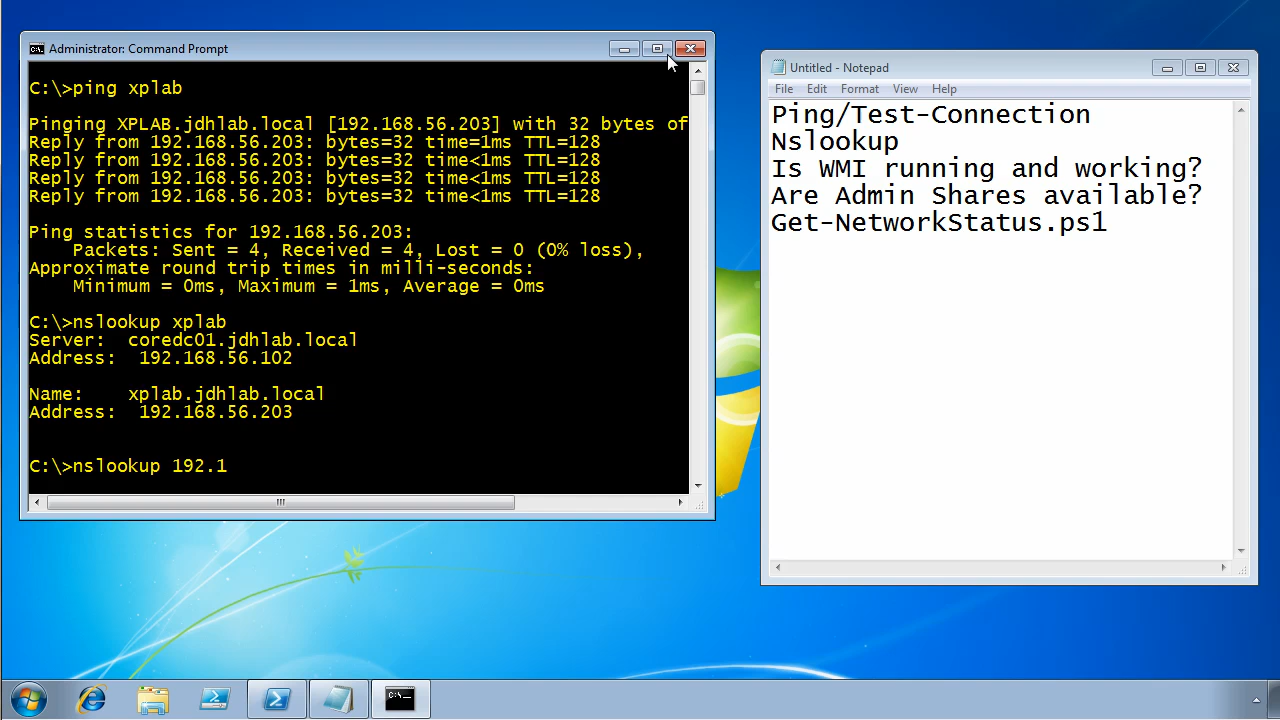 Administrator: Command Prompt
C:\>ping xplab
Pinging XPLAB.jdhlab.local [192.168.56.203] with 32 bytes of
Reply from 192.168.56.203: bytes=32 time=1ms TTL=128
Reply from 192.168.56.203: bytes=32 time<1ms TTL=128
Reply from 192.168.56.203: bytes=32 time<1ms TTL=128
Reply from 192.168.56.203: bytes=32 time<1ms TTL=128
Ping statistics for 192.168.56.203:
Packets: Sent = 4, Received = 4, Lost = 0 (0% loss),
Approximate round trip times in milli-seconds:
Minimum = 0ms, Maximum = 1ms, Average = 0ms
C:\>nslookup xplab
Server: coredc01.jdhlab.local
Address: 192.168.56.102
Name: xplab.jdhlab.local
Address: 192.168.56.203
C:\>nslookup 192.1
Untitled - Notepad
File Edit Format View Help
Ping/Test-Connection
Nslookup
Is WMI running and working?
Are Admin Shares available?
Get-NetworkStatus.ps1